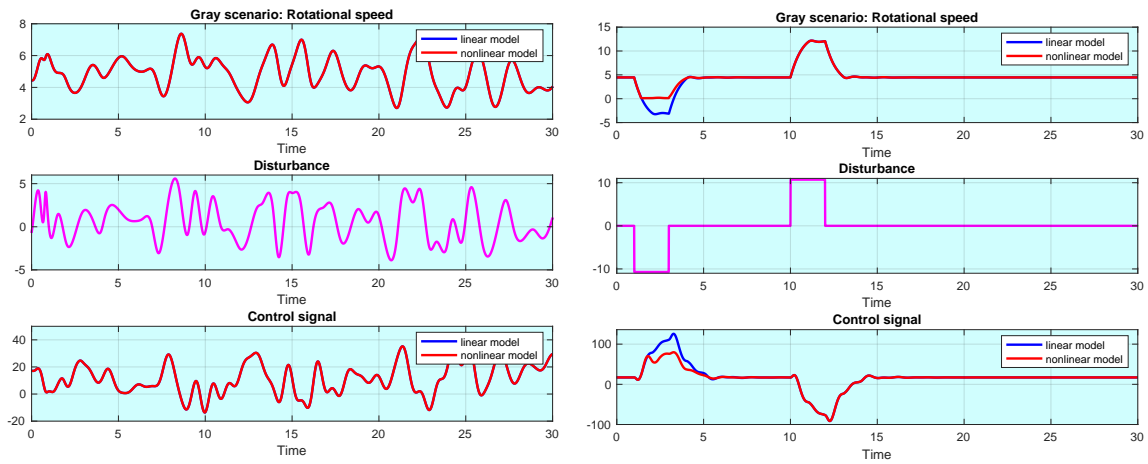 Gray scenario: Rotational speed
8
6
4
2
linear model
nonlinear model
0 5 10 15 20 25 30
Time
Disturbance
5
0
-5
0 5 10 15 20 25 30
Time
Control signal
40
20
0
-20
linear model
nonlinear model
0 5 10 15 20 25 30
Time
Gray scenario: Rotational speed
15
10
5
0
-5
linear model
nonlinear model
0 5 10 15 20 25 30
Time
Disturbance
10
0
-10
0 5 10 15 20 25 30
Time
Control signal
100
0
-100
linear model
nonlinear model
0 5 10 15 20 25 30
Time